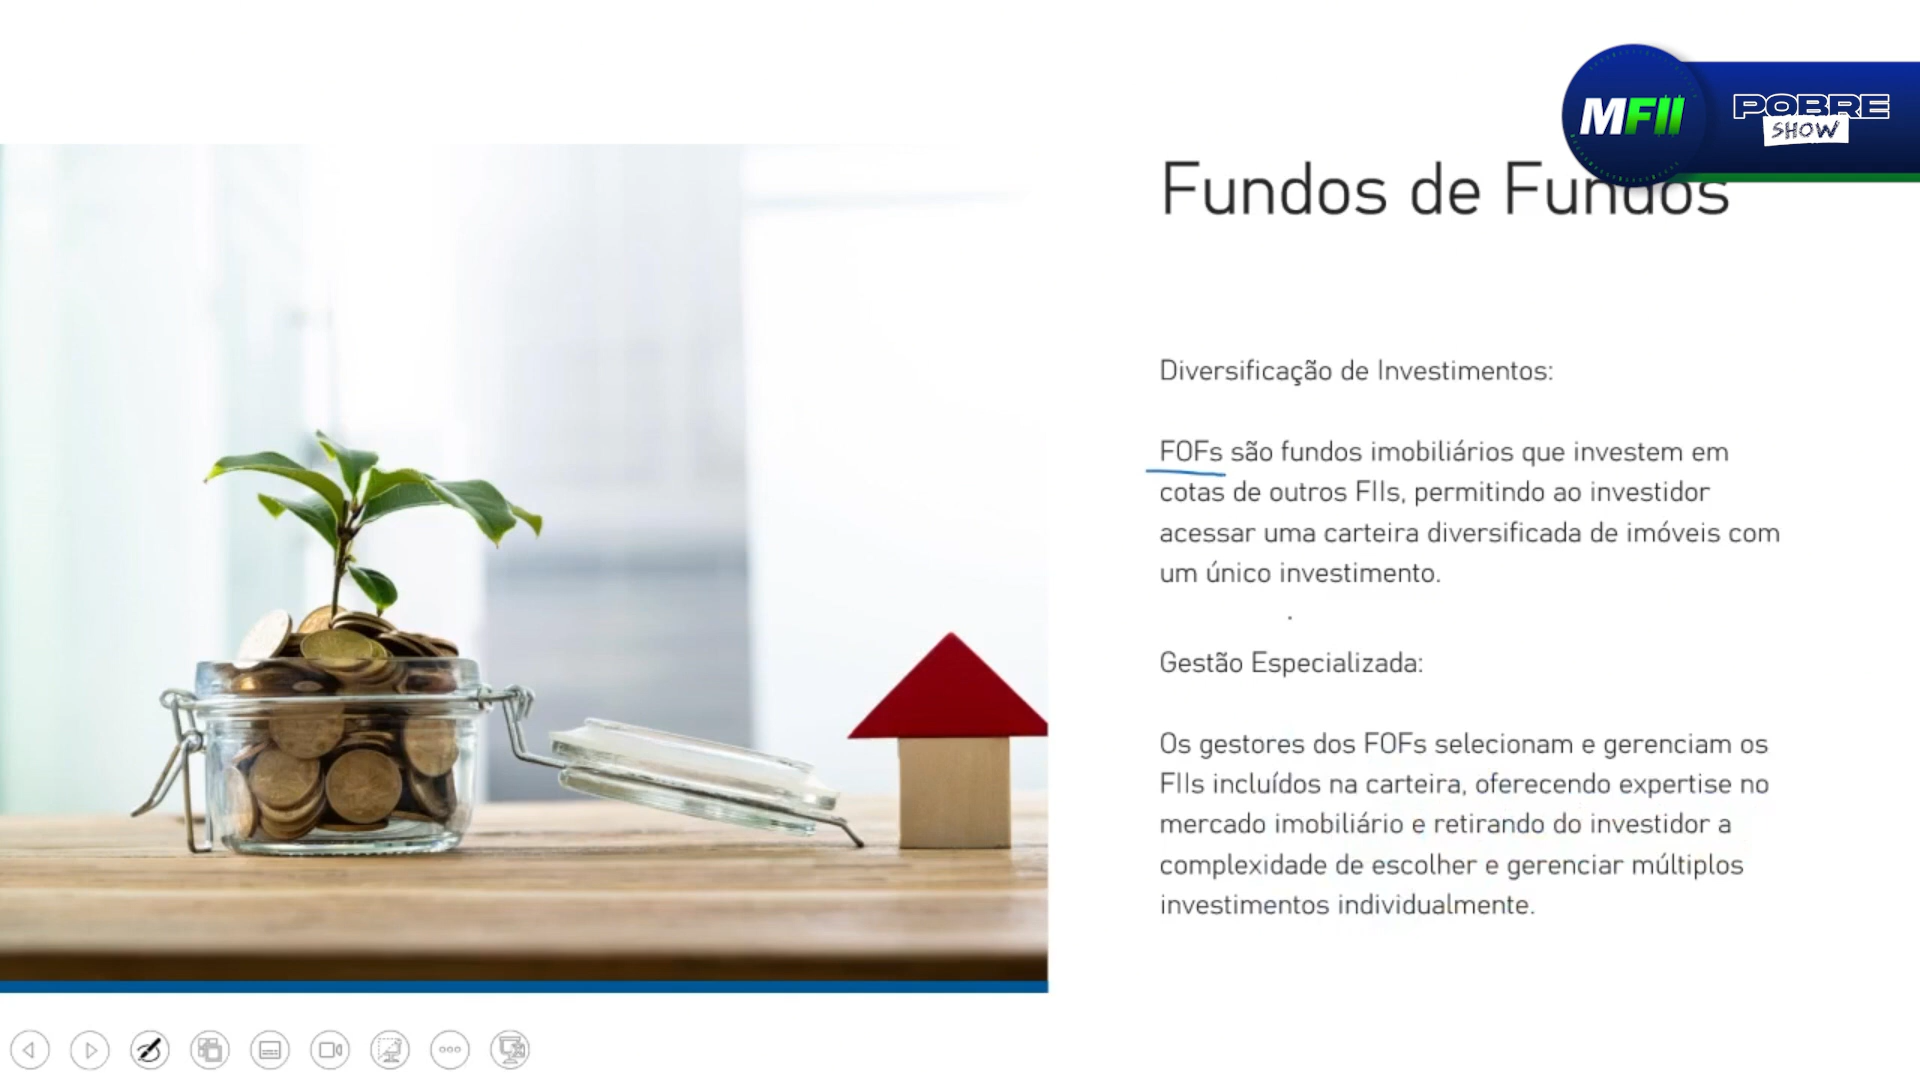 MFII
POBRE
SHOW
Fundos de Fundos
Diversificação de Investimentos:
FOFs são fundos imobiliários que investem em
cotas de outros FIIs, permitindo ao investidor
acessar uma carteira diversificada de imóveis com
um único investimento.
Gestão Especializada:
Os gestores dos FOFs selecionam e gerenciam os
FIIs incluídos na carteira, oferecendo expertise no
mercado imobiliário e retirando do investidor a
complexidade de escolher e gerenciar múltiplos
investimentos individualmente.